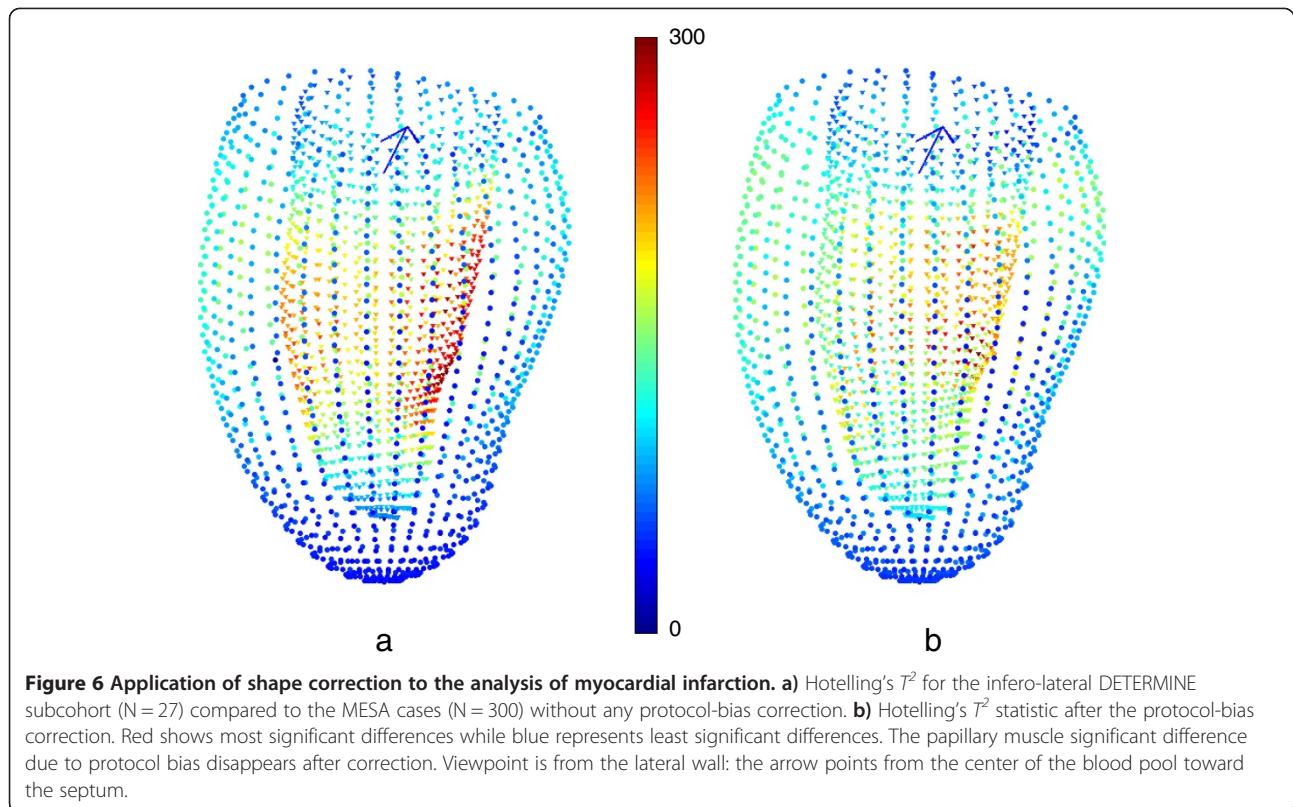 300
0
a
b
Figure 6 Application of shape correction to the analysis of myocardial infarction. a) Hotelling's T² for the infero-lateral DETERMINE
subcohort (N = 27) compared to the MESA cases (N = 300) without any protocol-bias correction. b) Hotelling's T² statistic after the protocol-bias
correction. Red shows most significant differences while blue represents least significant differences. The papillary muscle significant difference
due to protocol bias disappears after correction. Viewpoint is from the lateral wall: the arrow points from the center of the blood pool toward
the septum.